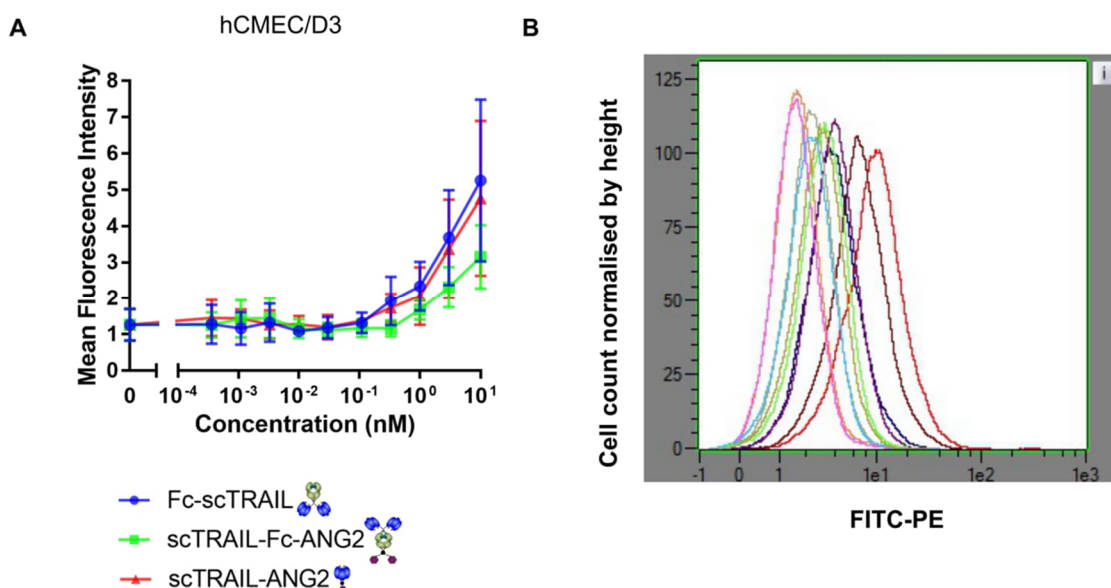 A
hCMEC/D3
Mean Fluorescence Intensity
8
7
6
5
4
3
2
1
0
0 10⁻⁴ 10⁻³ 10⁻² 10⁻¹ 10⁰ 10¹
Concentration (nM)
Fc-scTRAIL
scTRAIL-Fc-ANG2
scTRAIL-ANG2
B
i
Cell count normalised by height
125
100
75
50
25
0
-1 0 1 1e1 1e2 1e3
FITC-PE